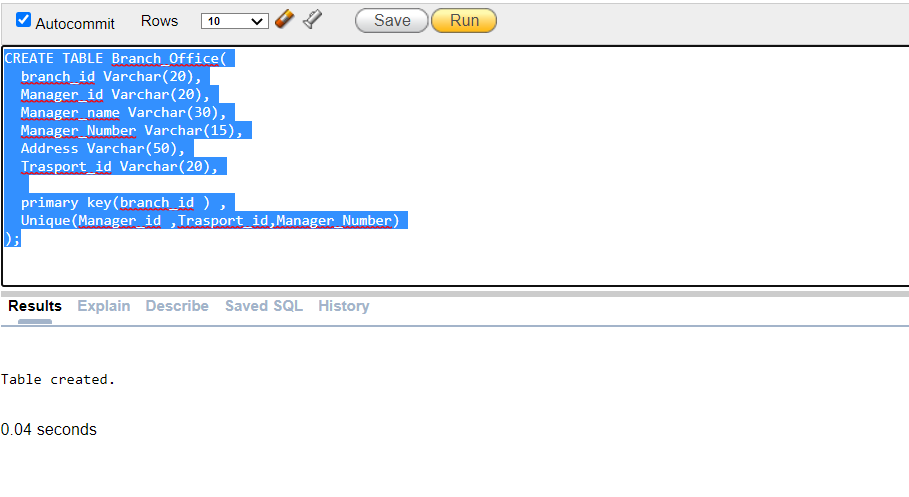 Autocommit Rows 10 Save Run
CREATE TABLE Branch_Office(
branch_id Varchar(20),
Manager_id Varchar(20),
Manager_name Varchar(30),
Manager_Number Varchar(15),
Address Varchar(50),
Trasport_id Varchar(20),
primary key(branch_id ) ,
Unique(Manager_id ,Trasport_id,Manager_Number)
);
Results Explain Describe Saved SQL History
Table created.
0.04 seconds